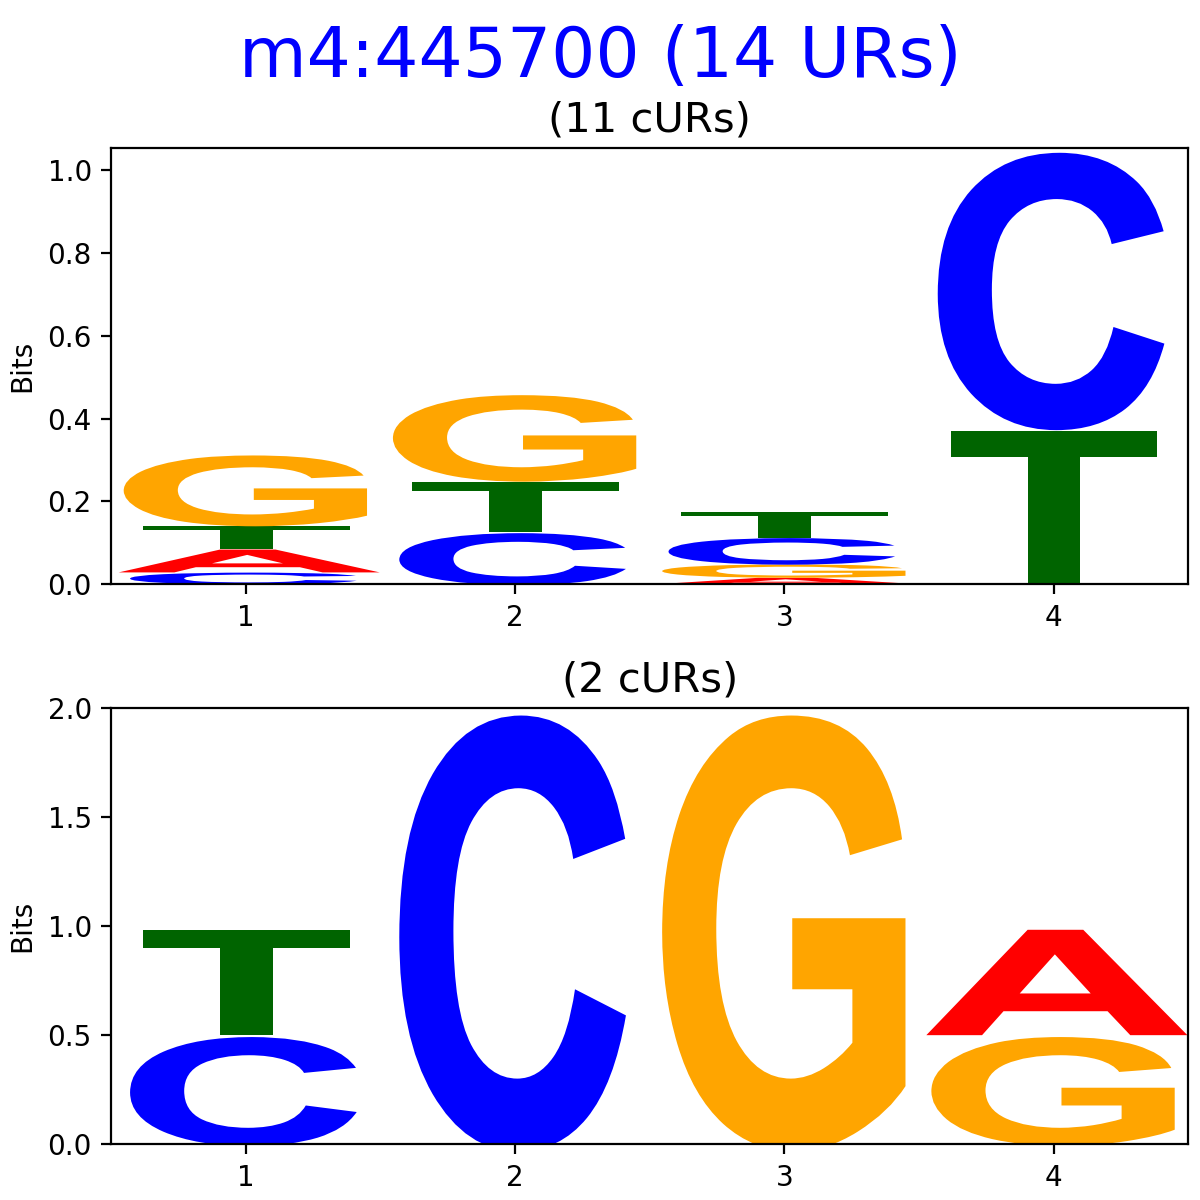 m4:445700 (14 URs)
(11 cURs)
Bits
1.0
0.8
0.6
0.4
0.2
0.0
G T A C
G T C
T C G A
C T
1 2 3 4
(2 cURs)
Bits
2.0
1.5
1.0
0.5
0.0
T C
C
G
A G
1 2 3 4